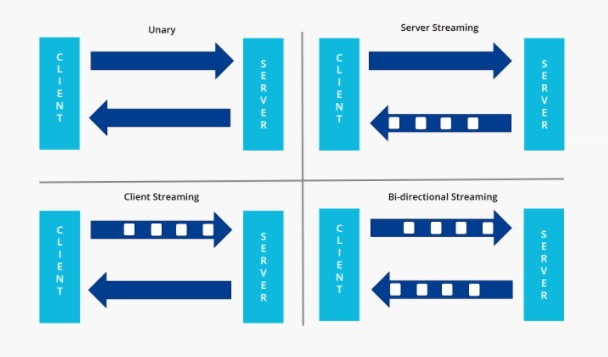 Unary
CLIENT
SERVER
Server Streaming
CLIENT
SERVER
Client Streaming
CLIENT
SERVER
Bi-directional Streaming
CLIENT
SERVER